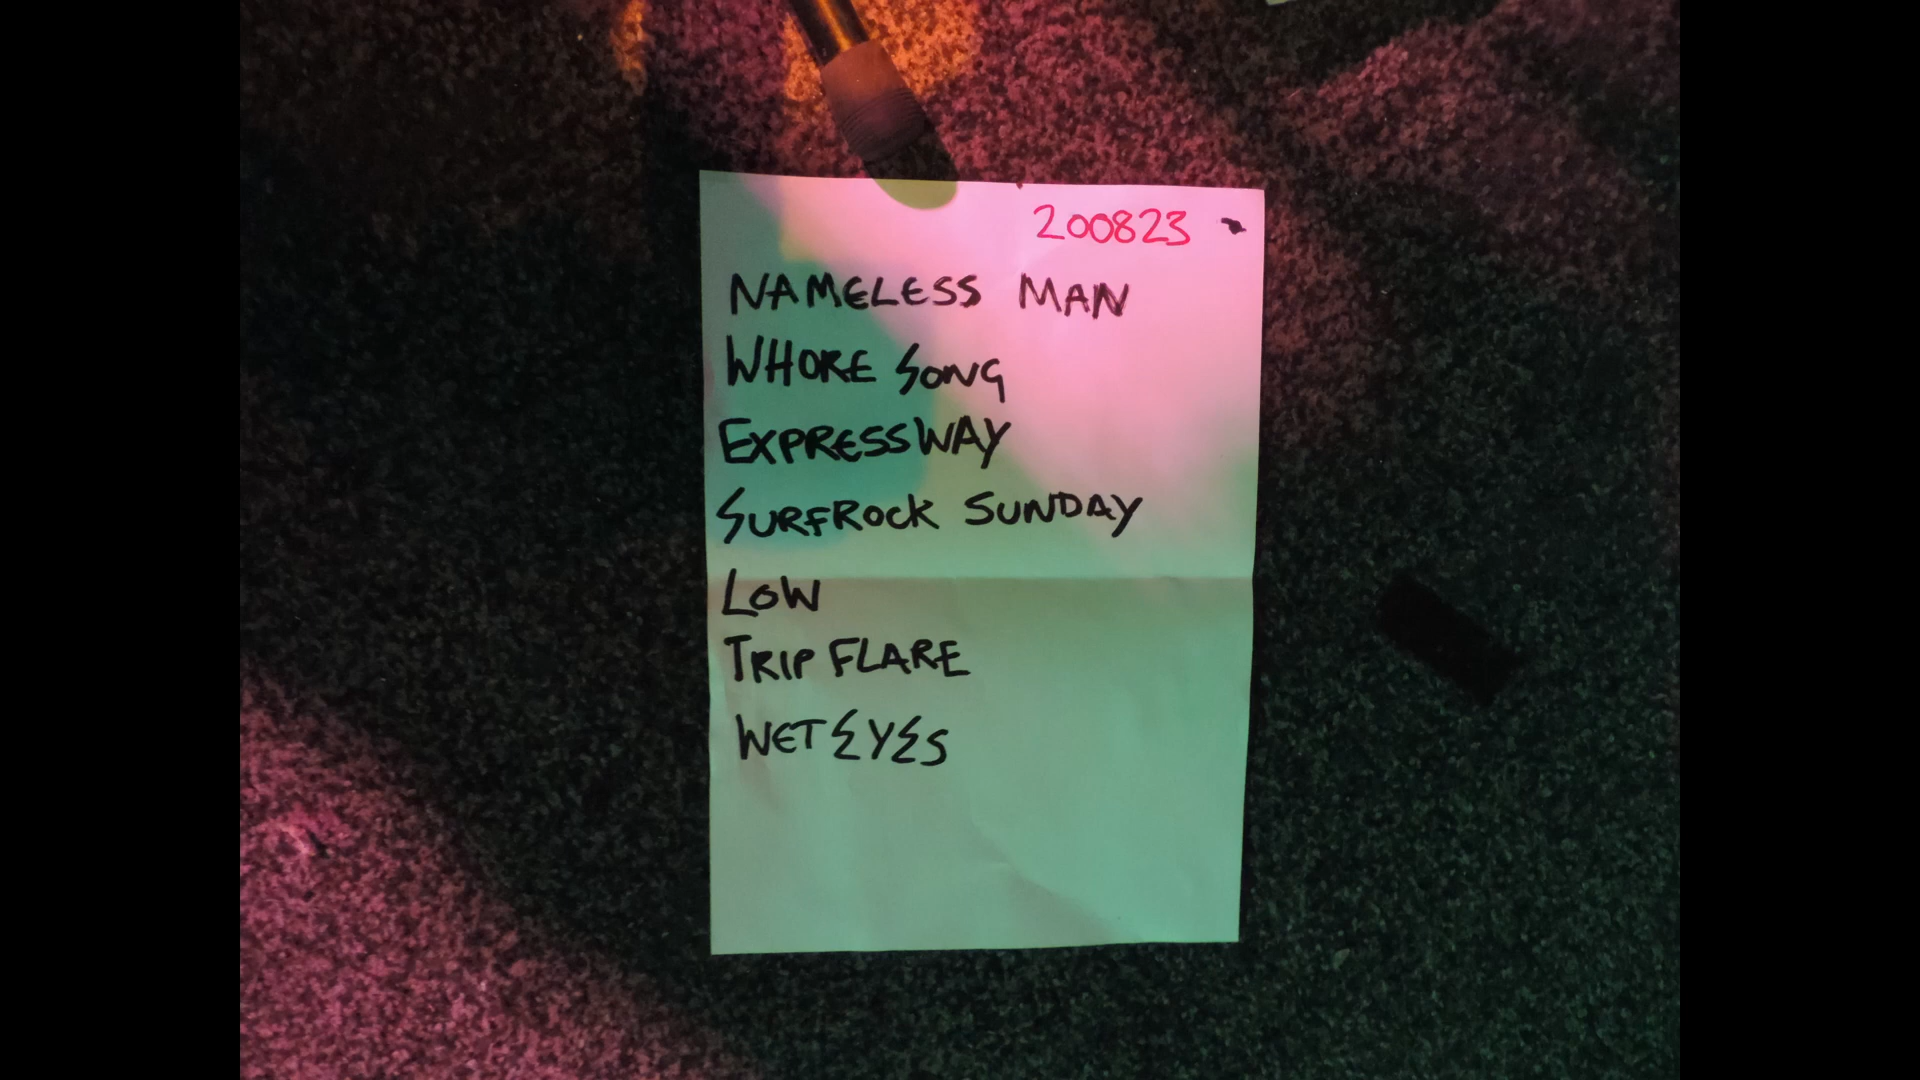 200823
NAMELESS MAN
WHORE SONG
EXPRESSWAY
SURFROCK SUNDAY
LOW
TRIP FLARE
WET EYES